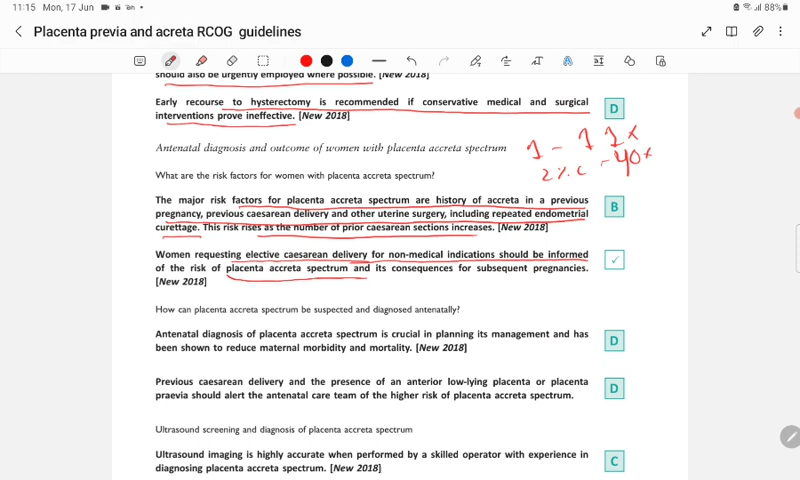 11:15 Mon, 17 Jun
88%
Placenta previa and acreta RCOG guidelines
should also be urgently employed where possible. [New 2018]
Early recourse to hysterectomy is recommended if conservative medical and surgical
interventions prove ineffective. [New 2018]
D
Antenatal diagnosis and outcome of women with placenta accreta spectrum
What are the risk factors for women with placenta accreta spectrum?
The major risk factors for placenta accreta spectrum are history of accreta in a previous
pregnancy, previous caesarean delivery and other uterine surgery, including repeated endometrial
curettage. This risk rises as the number of prior caesarean sections increases. [New 2018]
B
Women requesting elective caesarean delivery for non-medical indications should be informed
of the risk of placenta accreta spectrum and its consequences for subsequent pregnancies.
[New 2018]
✓
How can placenta accreta spectrum be suspected and diagnosed antenatally?
Antenatal diagnosis of placenta accreta spectrum is crucial in planning its management and has
been shown to reduce maternal morbidity and mortality. [New 2018]
D
Previous caesarean delivery and the presence of an anterior low-lying placenta or placenta
praevia should alert the antenatal care team of the higher risk of placenta accreta spectrum.
D
Ultrasound screening and diagnosis of placenta accreta spectrum
Ultrasound imaging is highly accurate when performed by a skilled operator with experience in
diagnosing placenta accreta spectrum. [New 2018]
C